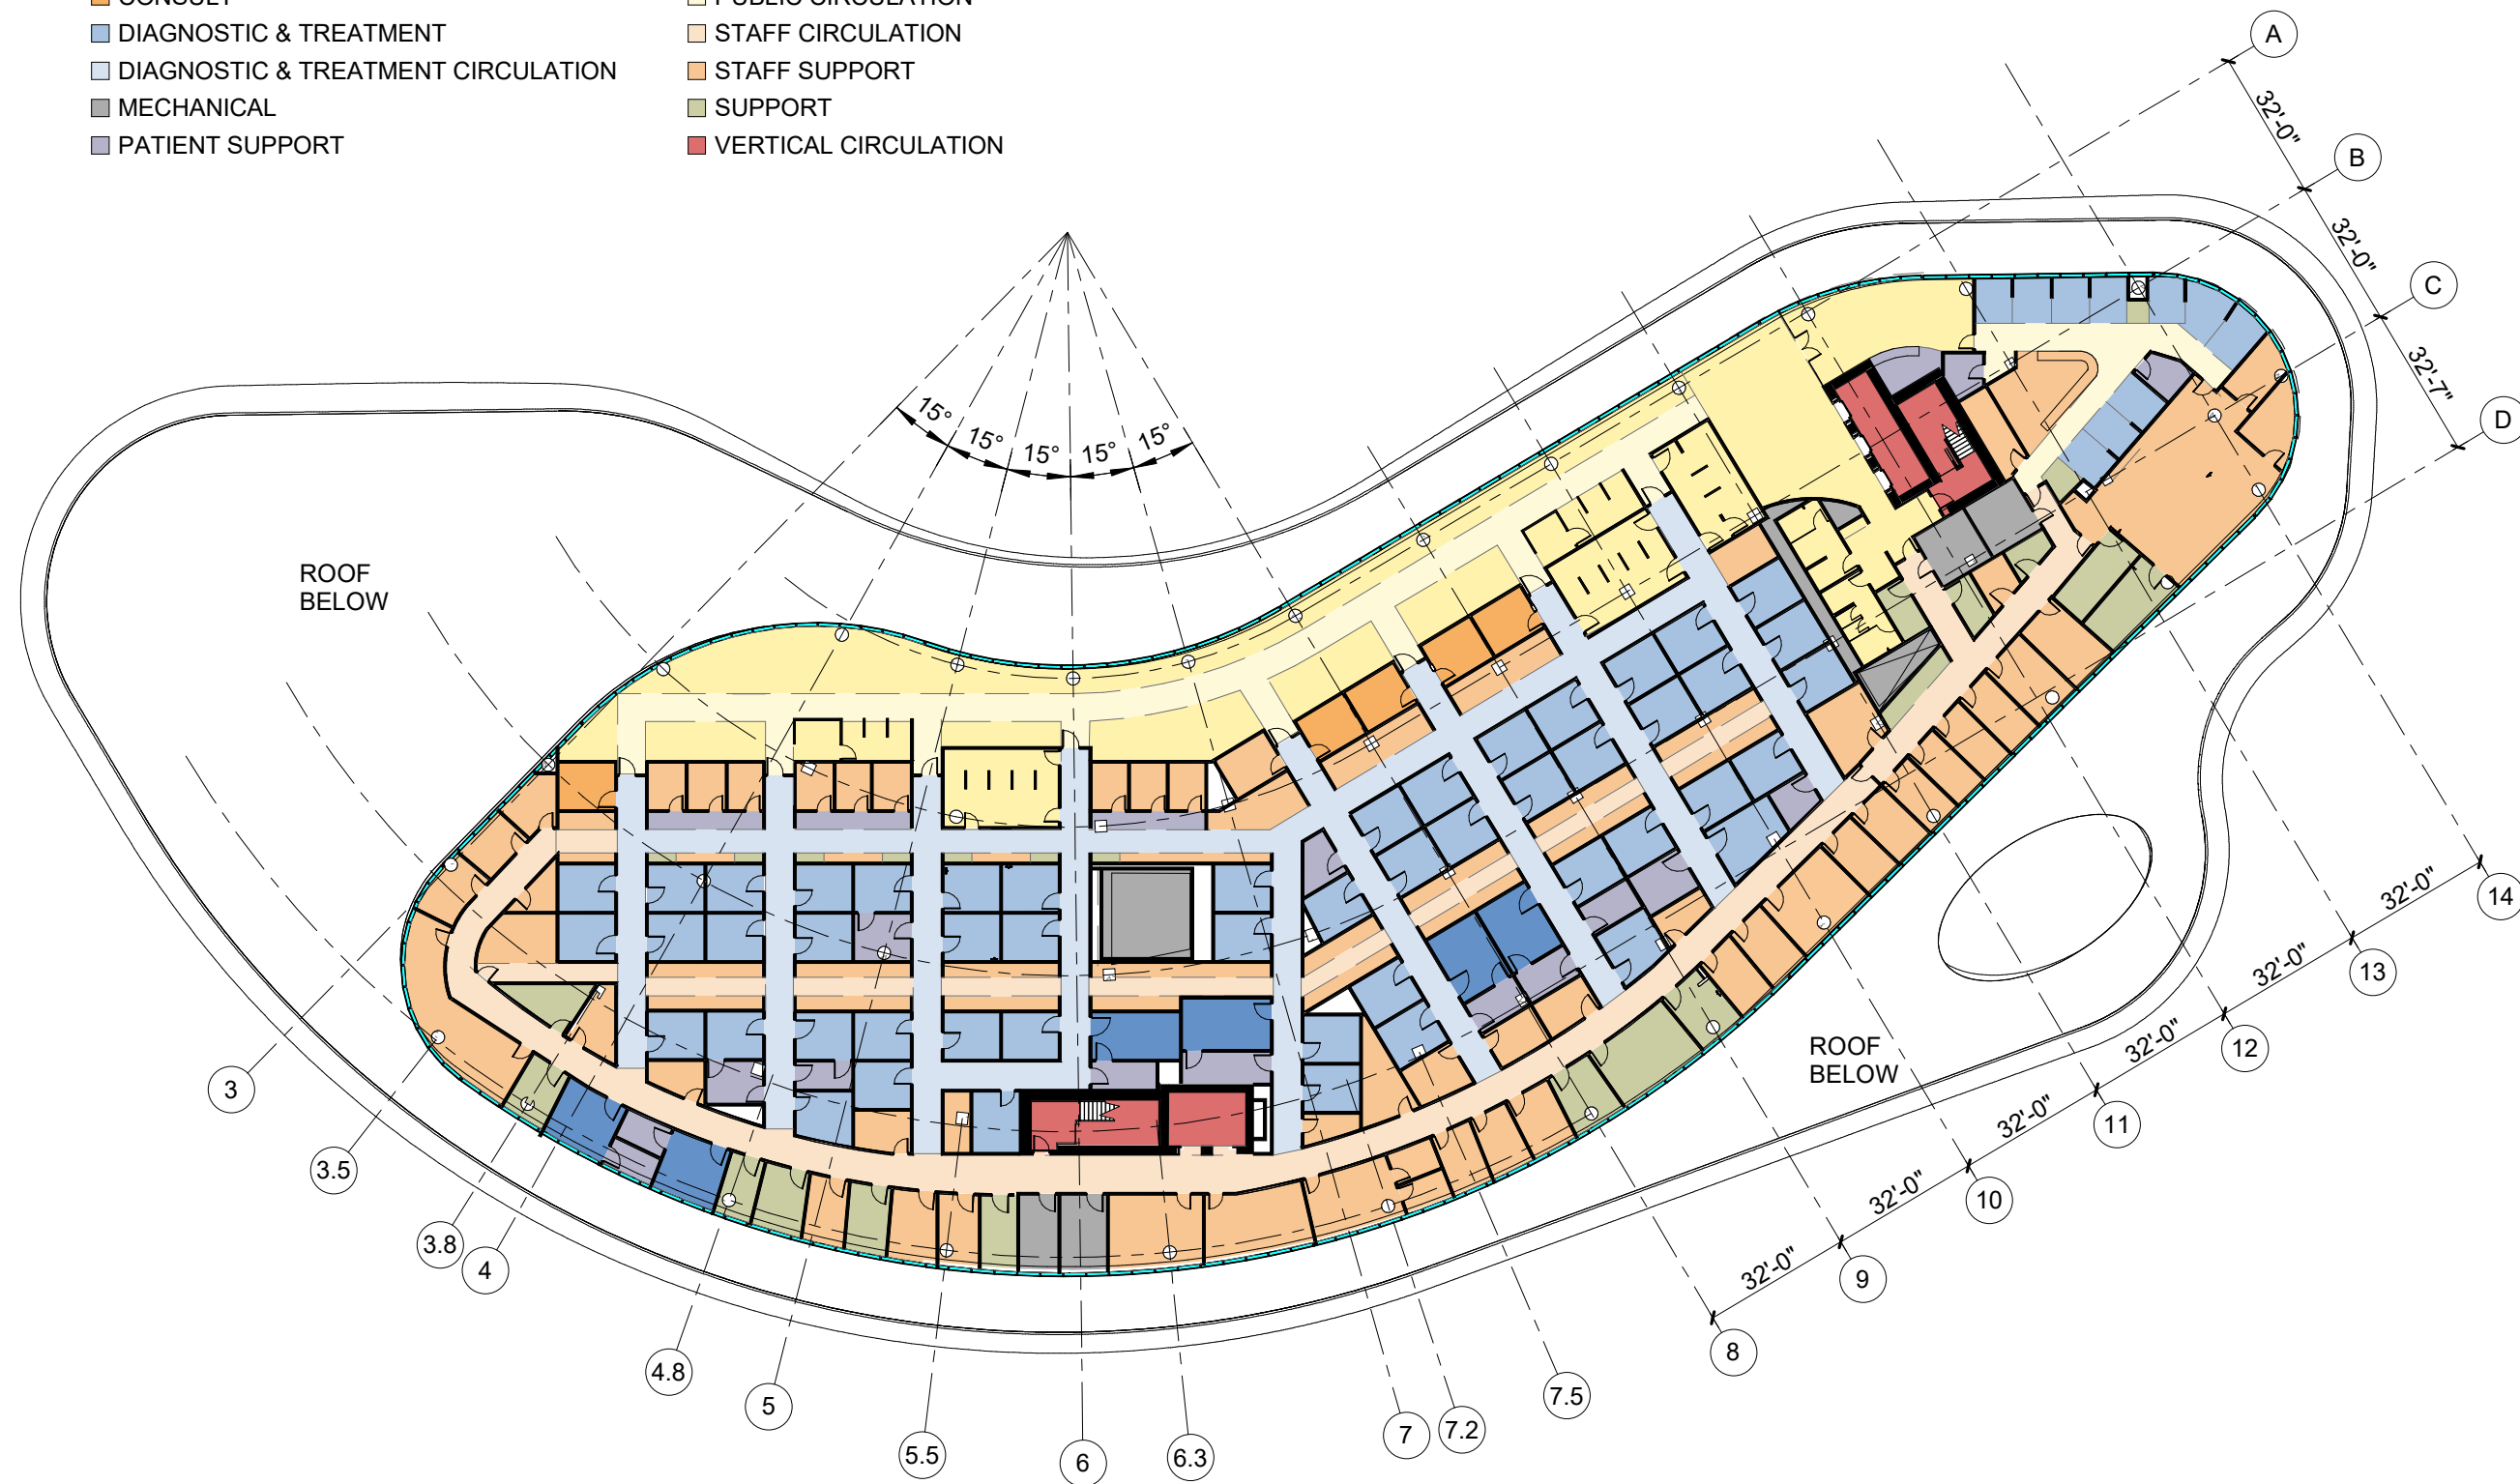 CONSULT
DIAGNOSTIC & TREATMENT
DIAGNOSTIC & TREATMENT CIRCULATION
MECHANICAL
PATIENT SUPPORT
PUBLIC CIRCULATION
STAFF CIRCULATION
STAFF SUPPORT
SUPPORT
VERTICAL CIRCULATION
A
32'-0"
B
32'-0"
C
32'-7"
D
15°
15°
15°
15°
15°
ROOF
BELOW
ROOF
BELOW
3
3.5
3.8
4
4.8
5
5.5
6
6.3
7
7.2
7.5
8
32'-0"
9
32'-0"
10
32'-0"
11
32'-0"
12
32'-0"
13
32'-0"
14